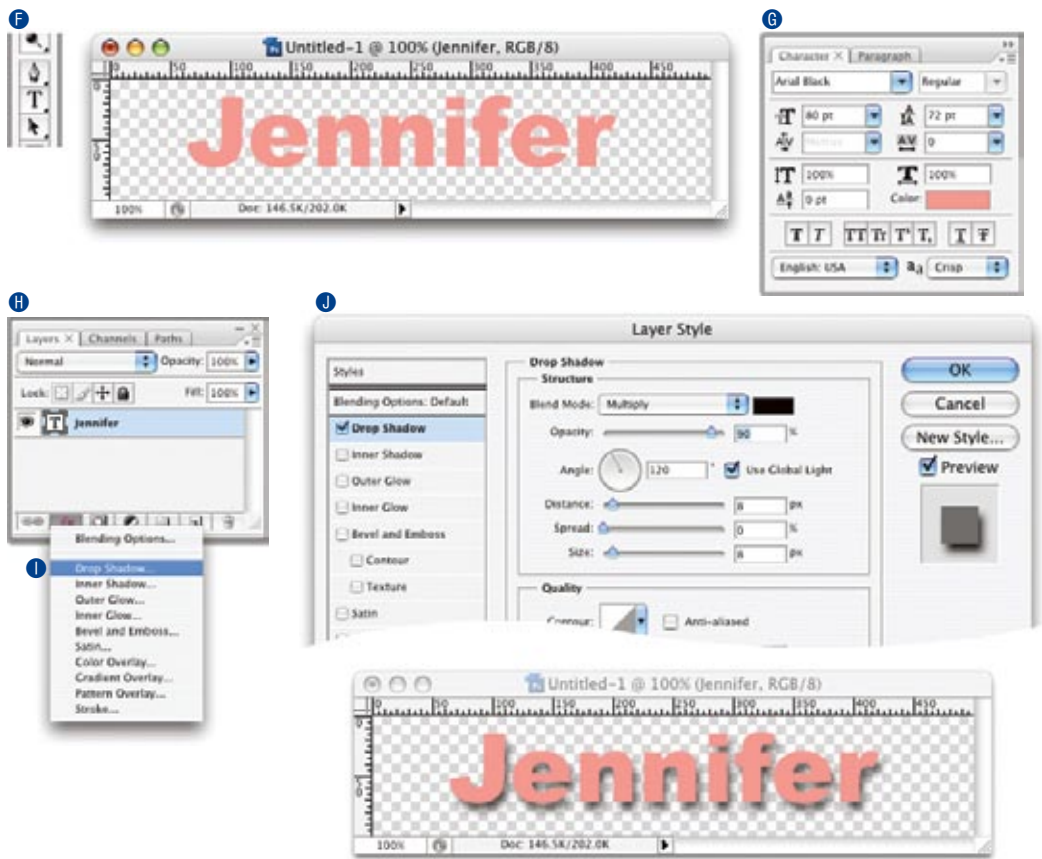 F
Untitled-1 @ 100% (Jennifer, RGB/8)
0 50 100 150 200 250 300 350 400 450
T
Jennifer
100% Doc: 146.5K/202.0K
G
Character × Paragraph
Arial Black Regular
80 pt 72 pt
Metrics 0
100% 100%
0 pt Color:
T T TT Tr T¹ T, T T
English: USA aa Crisp
H
Layers × Channels Paths
Normal Opacity: 100%
Lock: Fill: 100%
T Jennifer
Blending Options...
I
Drop Shadow...
Inner Shadow...
Outer Glow...
Inner Glow...
Bevel and Emboss...
Satin...
Color Overlay...
Gradient Overlay...
Pattern Overlay...
Stroke...
J
Layer Style
Styles
Blending Options: Default
Drop Shadow
Inner Shadow
Outer Glow
Inner Glow
Bevel and Emboss
Contour
Texture
Satin
Drop Shadow
Structure
Blend Mode: Multiply
Opacity: 90 %
Angle: 120 ° Use Global Light
Distance: 8 px
Spread: 0 %
Size: 8 px
Quality
Contour: Anti-aliased
OK
Cancel
New Style...
Preview
Untitled-1 @ 100% (Jennifer, RGB/8)
0 50 100 150 200 250 300 350 400 450
Jennifer
100% Doc: 146.5K/202.0K